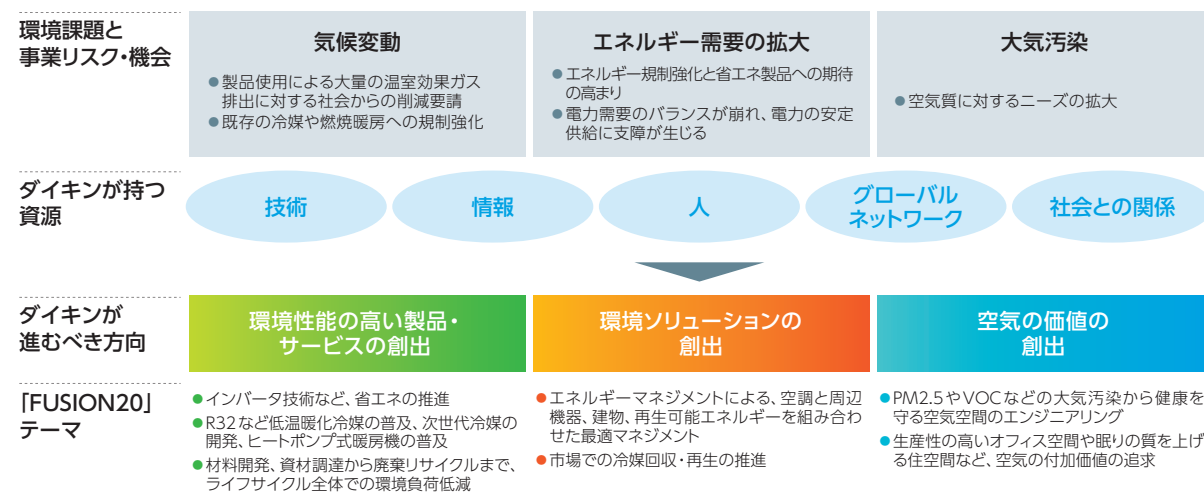 環境課題と
事業リスク・機会
気候変動
●製品使用による大量の温室効果ガス
排出に対する社会からの削減要請
●既存の冷媒や燃焼暖房への規制強化
エネルギー需要の拡大
●エネルギー規制強化と省エネ製品への期待
の高まり
●電力需要のバランスが崩れ、電力の安定
供給に支障が生じる
大気汚染
●空気質に対するニーズの拡大
ダイキンが持つ
資源
技術
情報
人
グローバル
ネットワーク
社会との関係
ダイキンが
進むべき方向
環境性能の高い製品・
サービスの創出
環境ソリューションの
創出
空気の価値の
創出
「FUSION20」
テーマ
●インバータ技術など、省エネの推進
●R32など低温暖化冷媒の普及、次世代冷媒の
開発、ヒートポンプ式暖房機の普及
●材料開発、資材調達から廃棄リサイクルまで、
ライフサイクル全体での環境負荷低減
●エネルギーマネジメントによる、空調と周辺
機器、建物、再生可能エネルギーを組み合わ
せた最適マネジメント
●市場での冷媒回収・再生の推進
●PM2.5やVOCなどの大気汚染から健康を
守る空気空間のエンジニアリング
●生産性の高いオフィス空間や眠りの質を上げ
る住空間など、空気の付加価値の追求